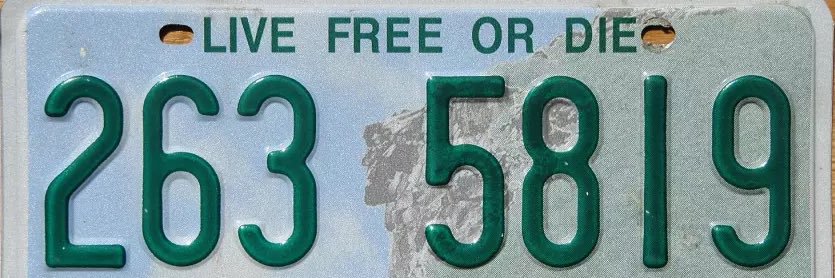 LIVE FREE OR DIE
263 5819